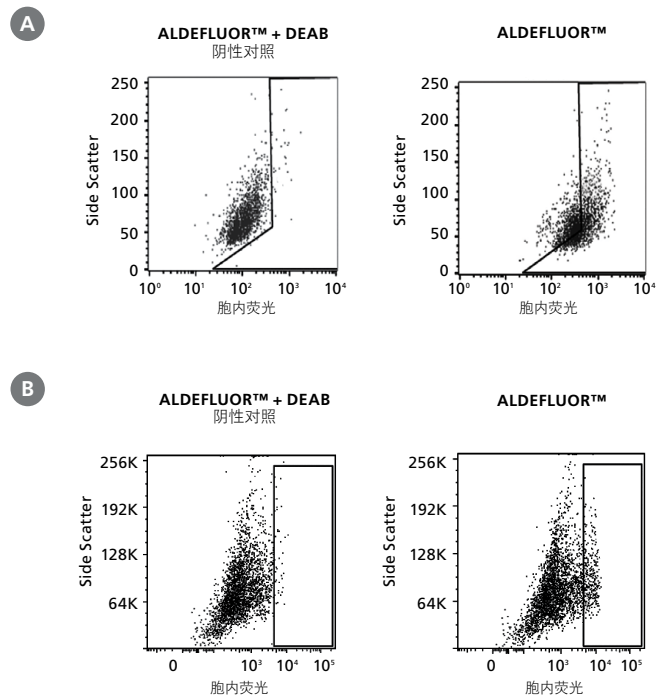 A
ALDEFLUOR™ + DEAB
阴性对照
ALDEFLUOR™
Side Scatter
250
200
150
100
50
0
10⁰ 10¹ 10² 10³ 10⁴
胞内荧光
Side Scatter
250
200
150
100
50
0
10⁰ 10¹ 10² 10³ 10⁴
胞内荧光
B
ALDEFLUOR™ + DEAB
阴性对照
ALDEFLUOR™
Side Scatter
256K
192K
128K
64K
0 10³ 10⁴ 10⁵
胞内荧光
Side Scatter
256K
192K
128K
64K
0 10³ 10⁴ 10⁵
胞内荧光